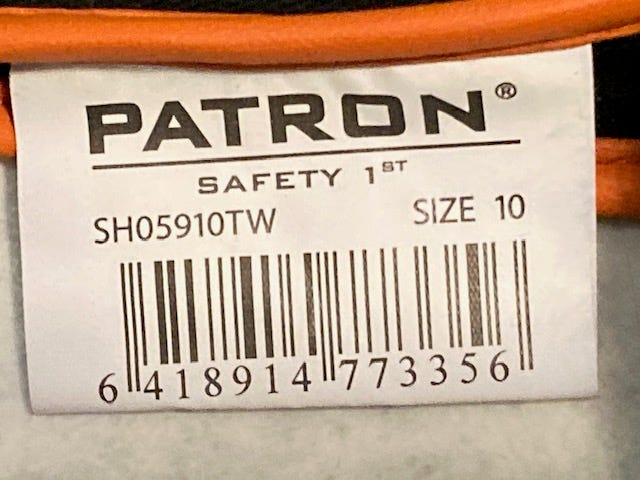 PATRON®
SAFETY 1ST
SH05910TW SIZE 10
6 418914 773356